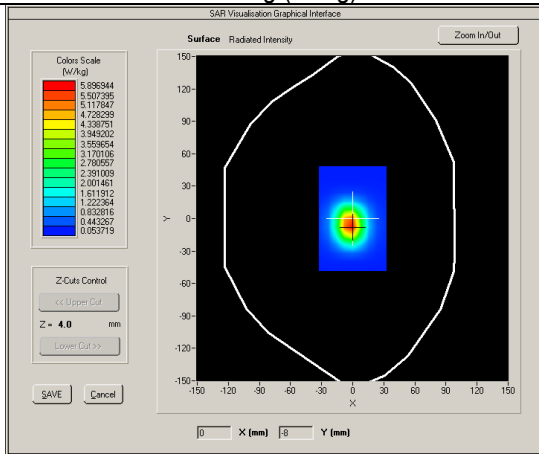 SAR Visualisation Graphical Interface
Surface Radiated Intensity
Zoom In/Out
Colors Scale
(W/kg)
5.896944
5.507395
5.117847
4.728299
4.338751
3.949202
3.559654
3.170106
2.780557
2.391009
2.001461
1.611912
1.222364
0.832816
0.443267
0.053719
150
120
90
60
30
0
-30
-60
-90
-120
-150
Y
-150 -120 -90 -60 -30 0 30 60 90 120 150
X
Z-Cuts Control
<< Upper Cut
Z = 4.0 mm
Lower Cut >>
SAVE Cancel
0 X (mm) -8 Y (mm)